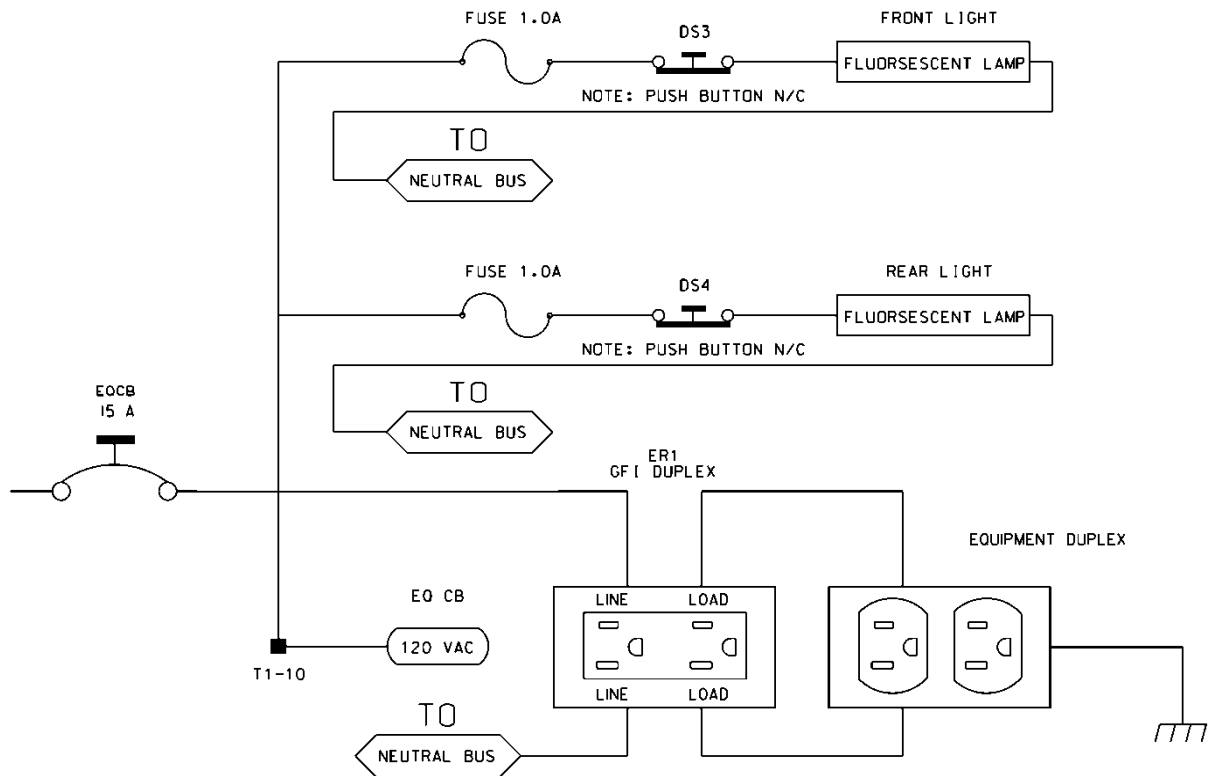 FUSE 1.0A
DS3
FRONT LIGHT
FLUORSESCENT LAMP
NOTE: PUSH BUTTON N/C
TO
NEUTRAL BUS
FUSE 1.0A
DS4
REAR LIGHT
FLUORSESCENT LAMP
NOTE: PUSH BUTTON N/C
TO
NEUTRAL BUS
EQCB
15 A
ER1
GFI DUPLEX
EQUIPMENT DUPLEX
EQ CB
120 VAC
T1-10
LINE LOAD
LINE LOAD
TO
NEUTRAL BUS